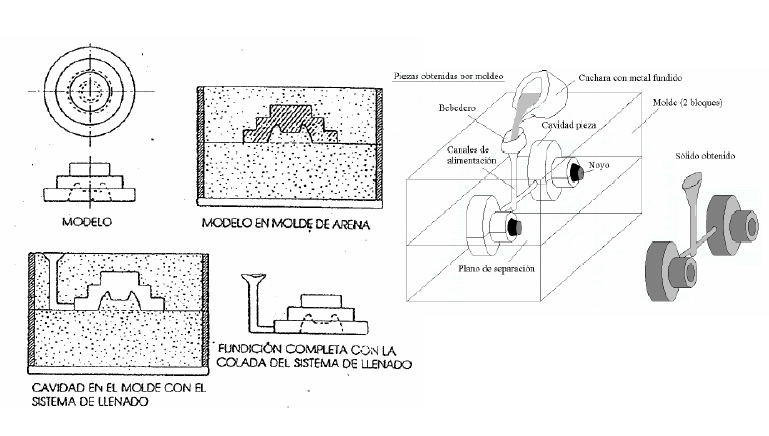 MODELO
MODELO EN MOLDE DE ARENA
CAVIDAD EN EL MOLDE CON EL
SISTEMA DE LLENADO
FUNDICIÓN COMPLETA CON LA
COLADA DEL SISTEMA DE LLENADO
Piezas obtenidas por moldeo
Cuchara con metal fundido
Bebedero
Molde (2 bloques)
Cavidad pieza
Canales de
alimentación
Noyo
Plano de separación
Sólido obtenido